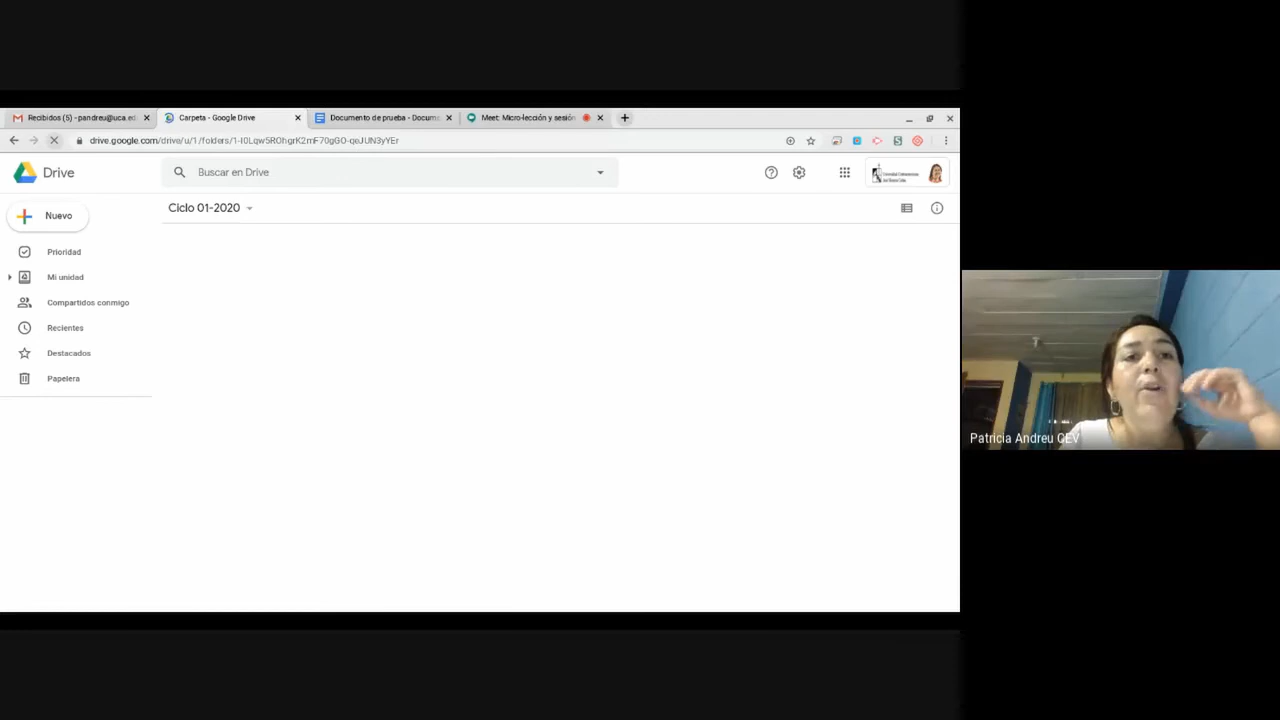 Recibidos (5) - pandreu@uca.ed
Carpeta - Google Drive
Documento de prueba - Docum
Meet: Micro-lección y sesión
drive.google.com/drive/u/1/folders/1-I0Lqw5ROhgrK2mF70gGO-qeJUN3yYEr
Drive
Buscar en Drive
Nuevo
Ciclo 01-2020
Prioridad
Mi unidad
Compartidos conmigo
Recientes
Destacados
Papelera
Patricia Andreu CEV